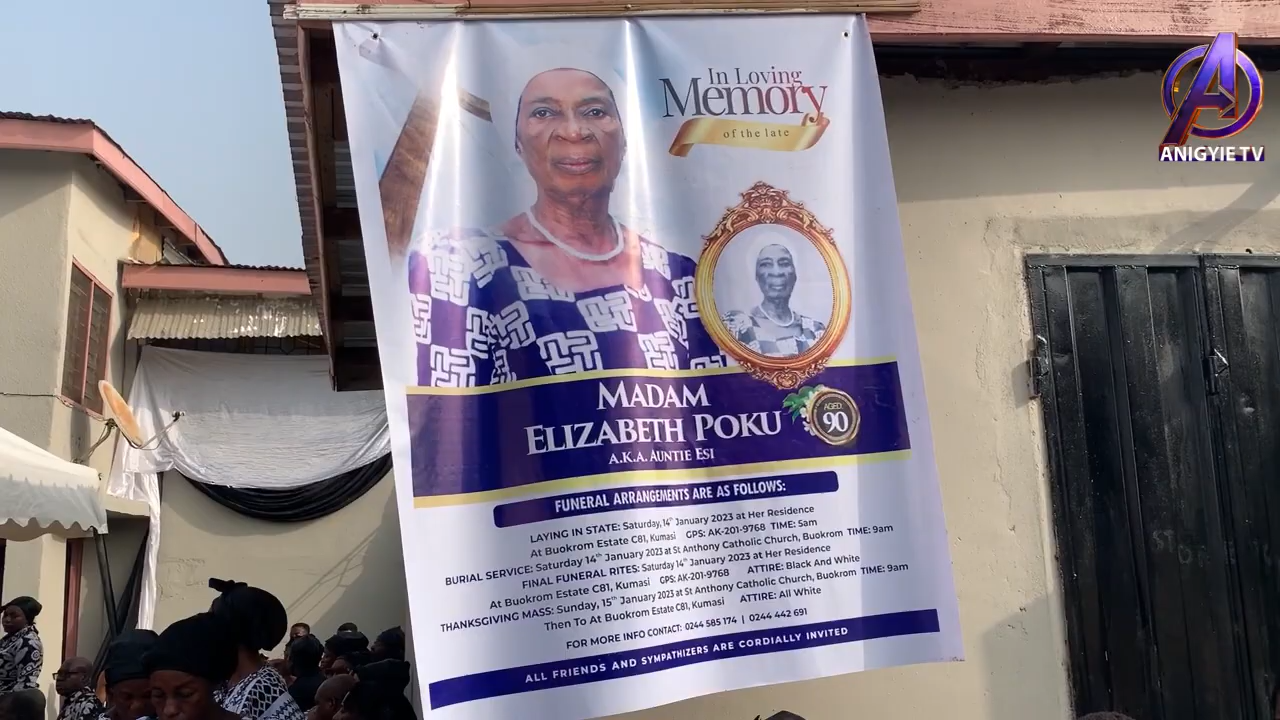 In Loving
Memory
of the late
ANIGYIE TV
MADAM
ELIZABETH POKU
A.K.A. AUNTIE ESI
AGED:
90
FUNERAL ARRANGEMENTS ARE AS FOLLOWS:
LAYING IN STATE: Saturday, 14th January 2023 at Her Residence
At Buokrom Estate C81, Kumasi GPS: AK-201-9768 TIME: 5am
BURIAL SERVICE: Saturday 14th January 2023 at St Anthony Catholic Church, Buokrom TIME: 9am
FINAL FUNERAL RITES: Saturday 14th January 2023 at Her Residence
At Buokrom Estate C81, Kumasi GPS: AK-201-9768 ATTIRE: Black And White
THANKSGIVING MASS: Sunday, 15th January 2023 at St Anthony Catholic Church, Buokrom TIME: 9am
Then To At Buokrom Estate C81, Kumasi ATTIRE: All White
FOR MORE INFO CONTACT: 0244 585 174 | 0244 442 691
ALL FRIENDS AND SYMPATHIZERS ARE CORDIALLY INVITED